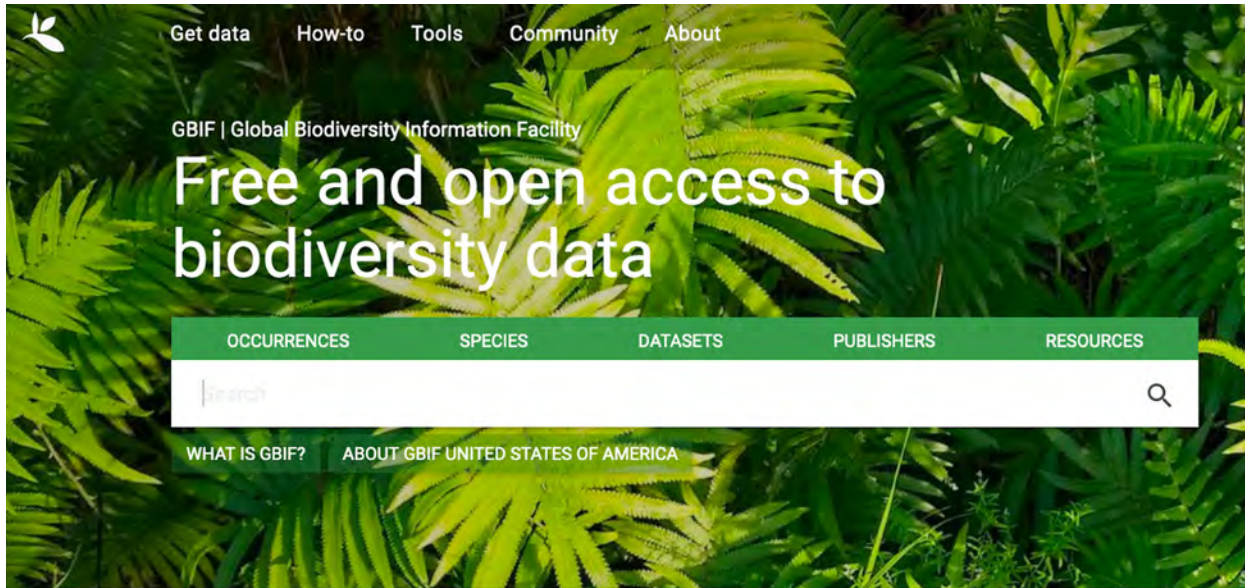 Get data How-to Tools Community About
GBIF | Global Biodiversity Information Facility
Free and open access to
biodiversity data
OCCURRENCES SPECIES DATASETS PUBLISHERS RESOURCES
Search
WHAT IS GBIF? ABOUT GBIF UNITED STATES OF AMERICA